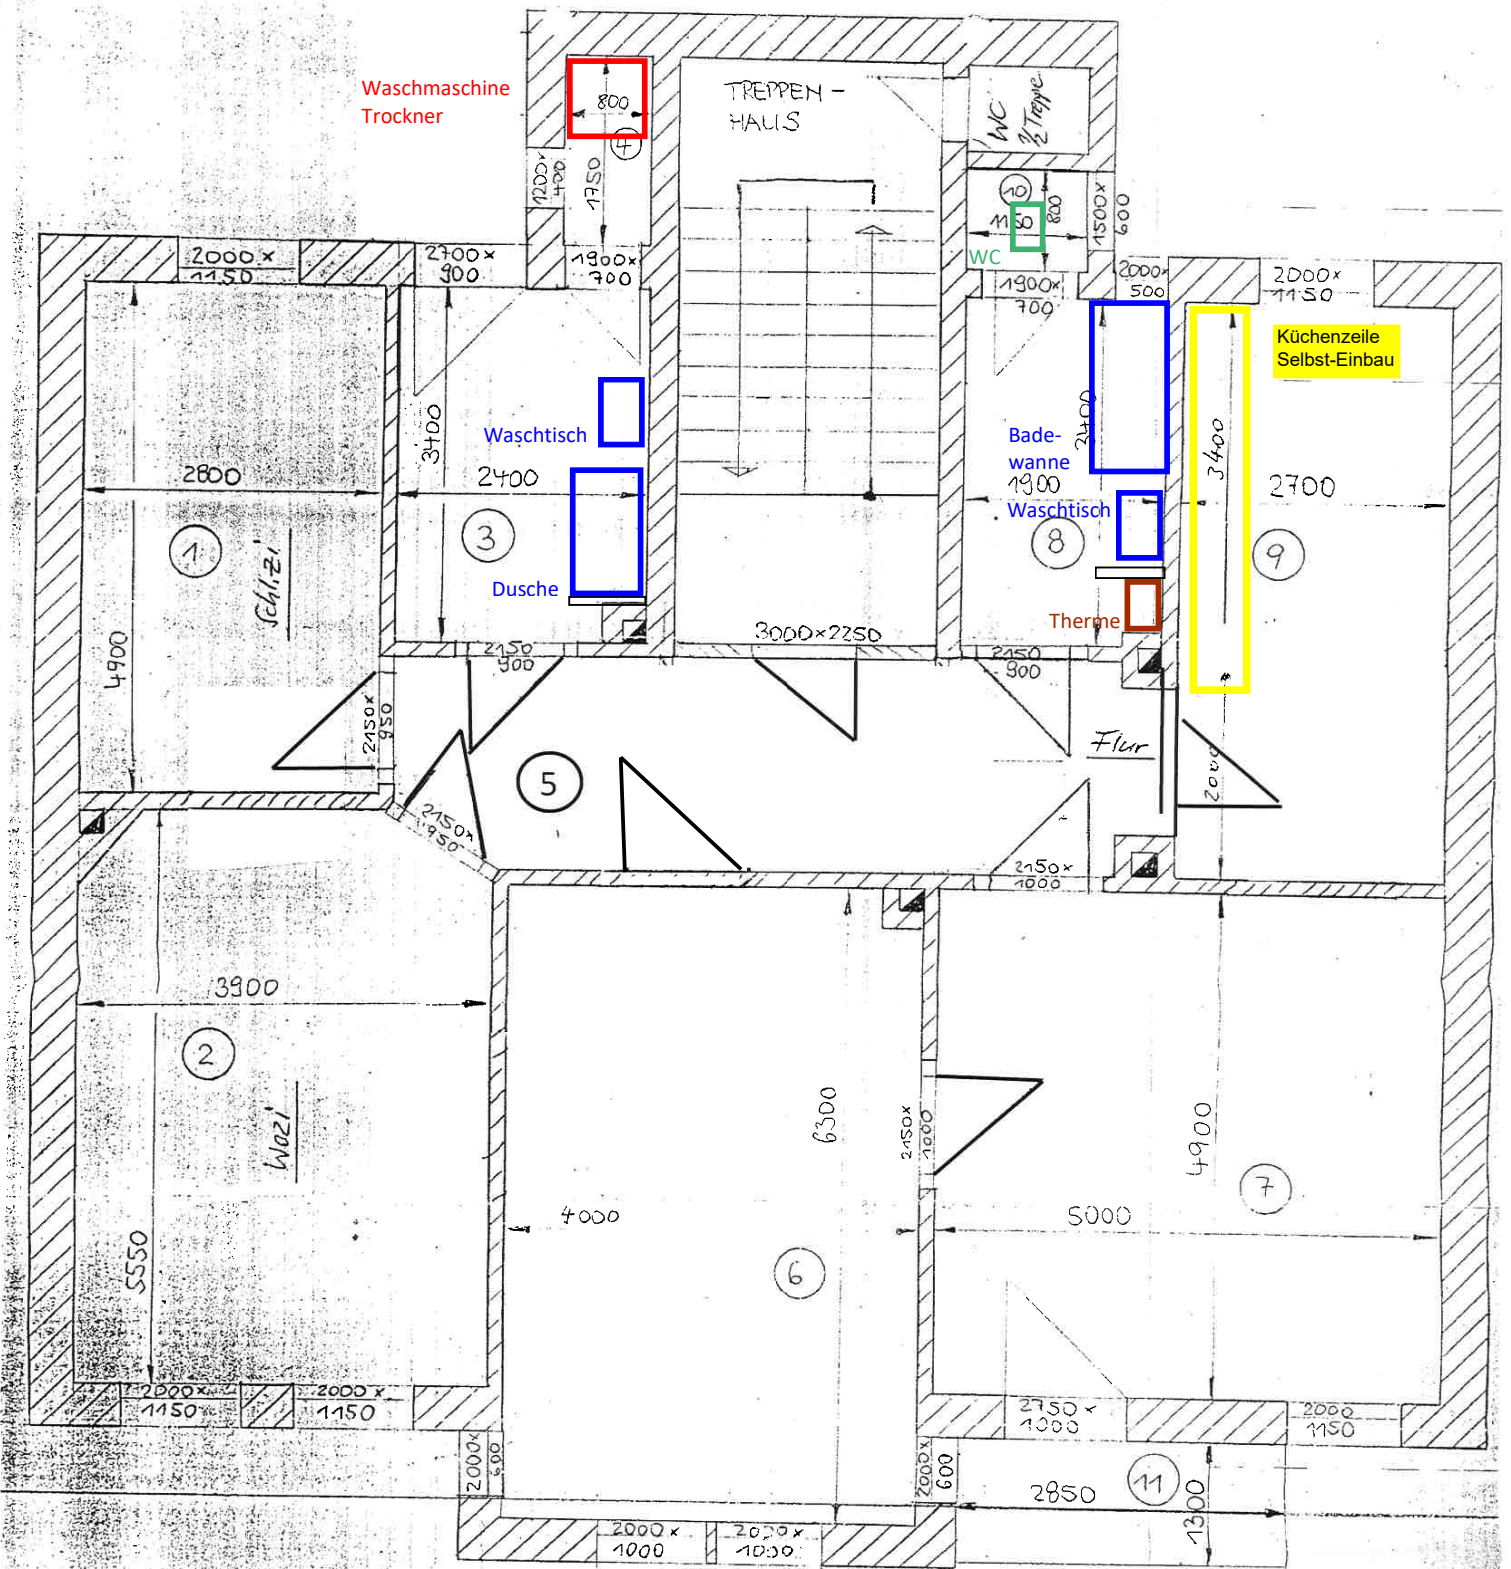 Waschmaschine
Trockner
800
4
1750
1200x
400
TREPPEN-
HAUS
WC
½ Treppe
10
1150
800
1500x
600
WC
2000x
1150
2700x
900
1900x
700
1900x
700
2000x
500
2000x
1150
Küchenzeile
Selbst-Einbau
3400
2400
Waschtisch
2800
2400
Bade-
wanne
1900
Waschtisch
3400
2700
1
Schlzi
3
8
9
Dusche
Therme
4900
2150
900
3000x2250
2150
900
2150x
950
Flur
5
2000
2150x
950
2150x
1000
3900
2
Wozi
5550
6300
4000
6
2150x
1000
4900
7
5000
2000x
1150
2000x
1150
2750x
1000
2000
1150
2000x
600
2000x
600
2850
11
1300
2000x
1000
2000x
1000